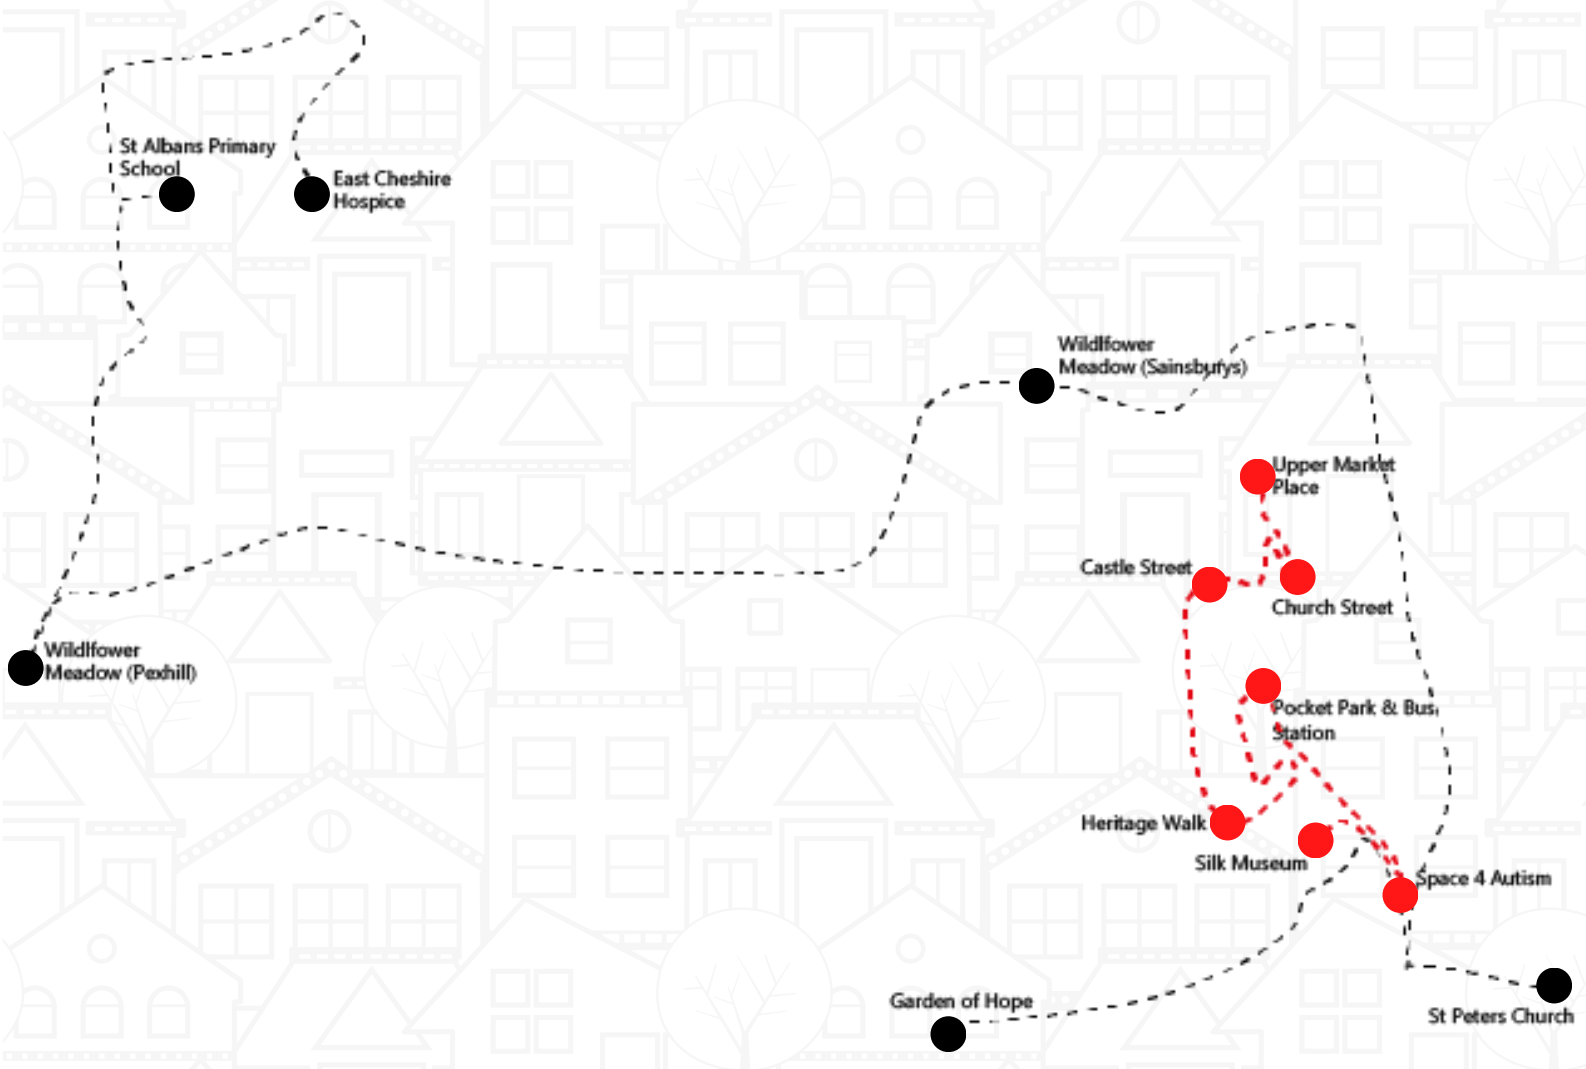 St Albans Primary
School
East Cheshire
Hospice
Wildlfower
Meadow (Sainsburys)
Upper Market
Place
Castle Street
Church Street
Wildlfower
Meadow (Pexhill)
Pocket Park & Bus
Station
Heritage Walk
Silk Museum
Space 4 Autism
Garden of Hope
St Peters Church